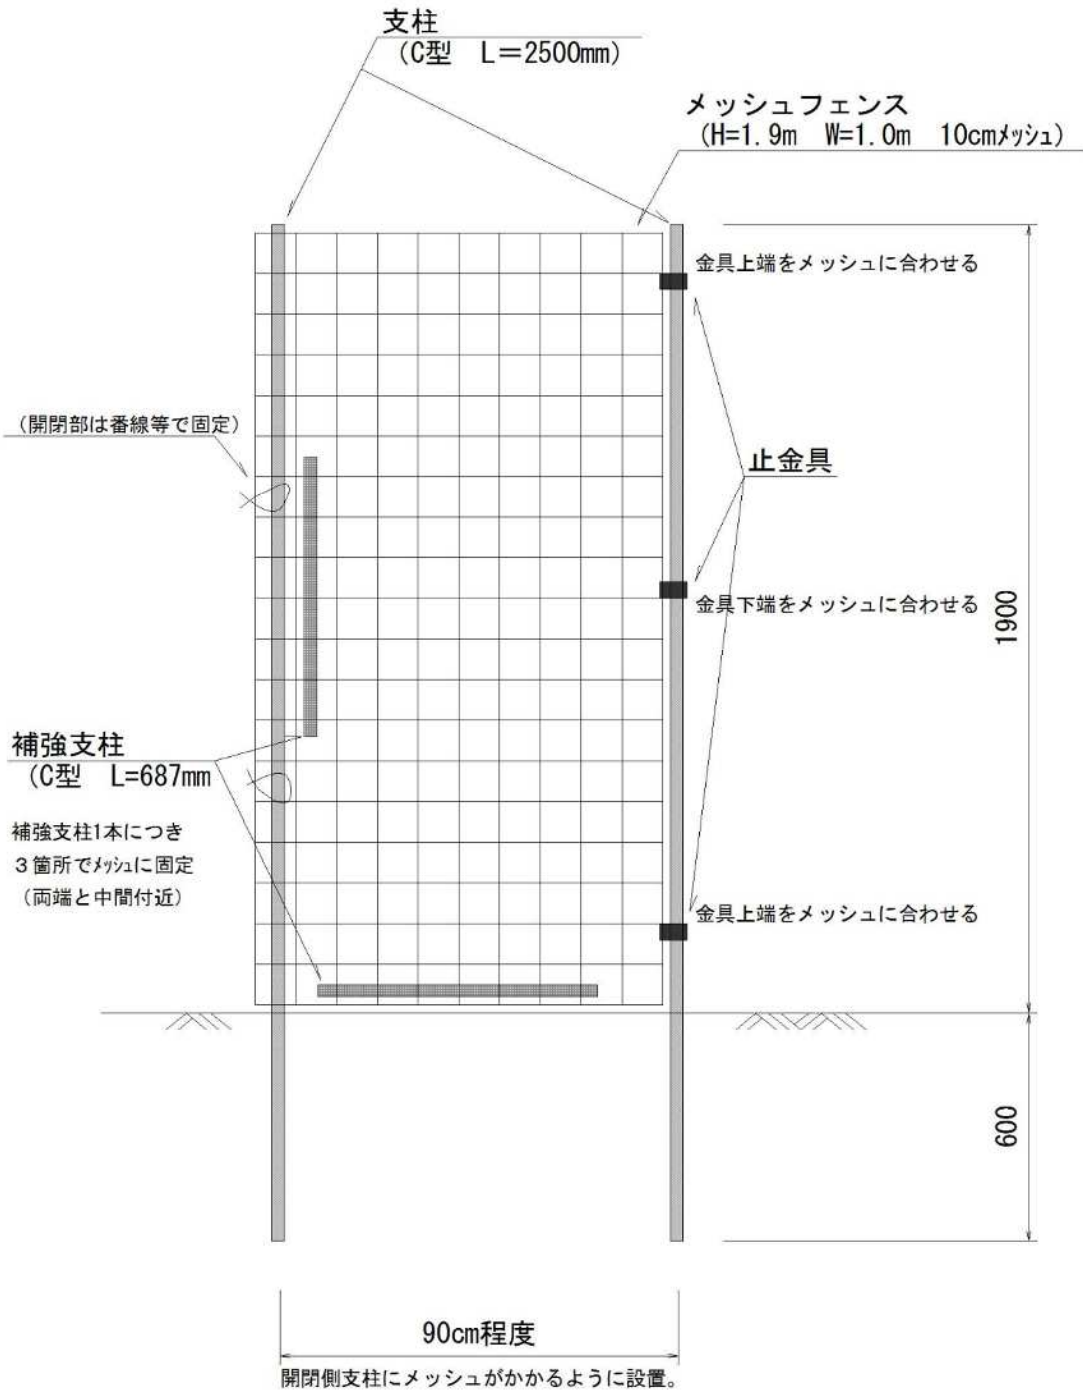 支柱
（C型　L＝2500mm）
メッシュフェンス
（H=1.9m　W=1.0m　10cmﾒｯｼｭ）
金具上端をメッシュに合わせる
（開閉部は番線等で固定）
止金具
金具下端をメッシュに合わせる
1900
補強支柱
（C型　L=687mm
補強支柱1本につき
３箇所でﾒｯｼｭに固定
（両端と中間付近）
金具上端をメッシュに合わせる
600
90cm程度
開閉側支柱にメッシュがかかるように設置。